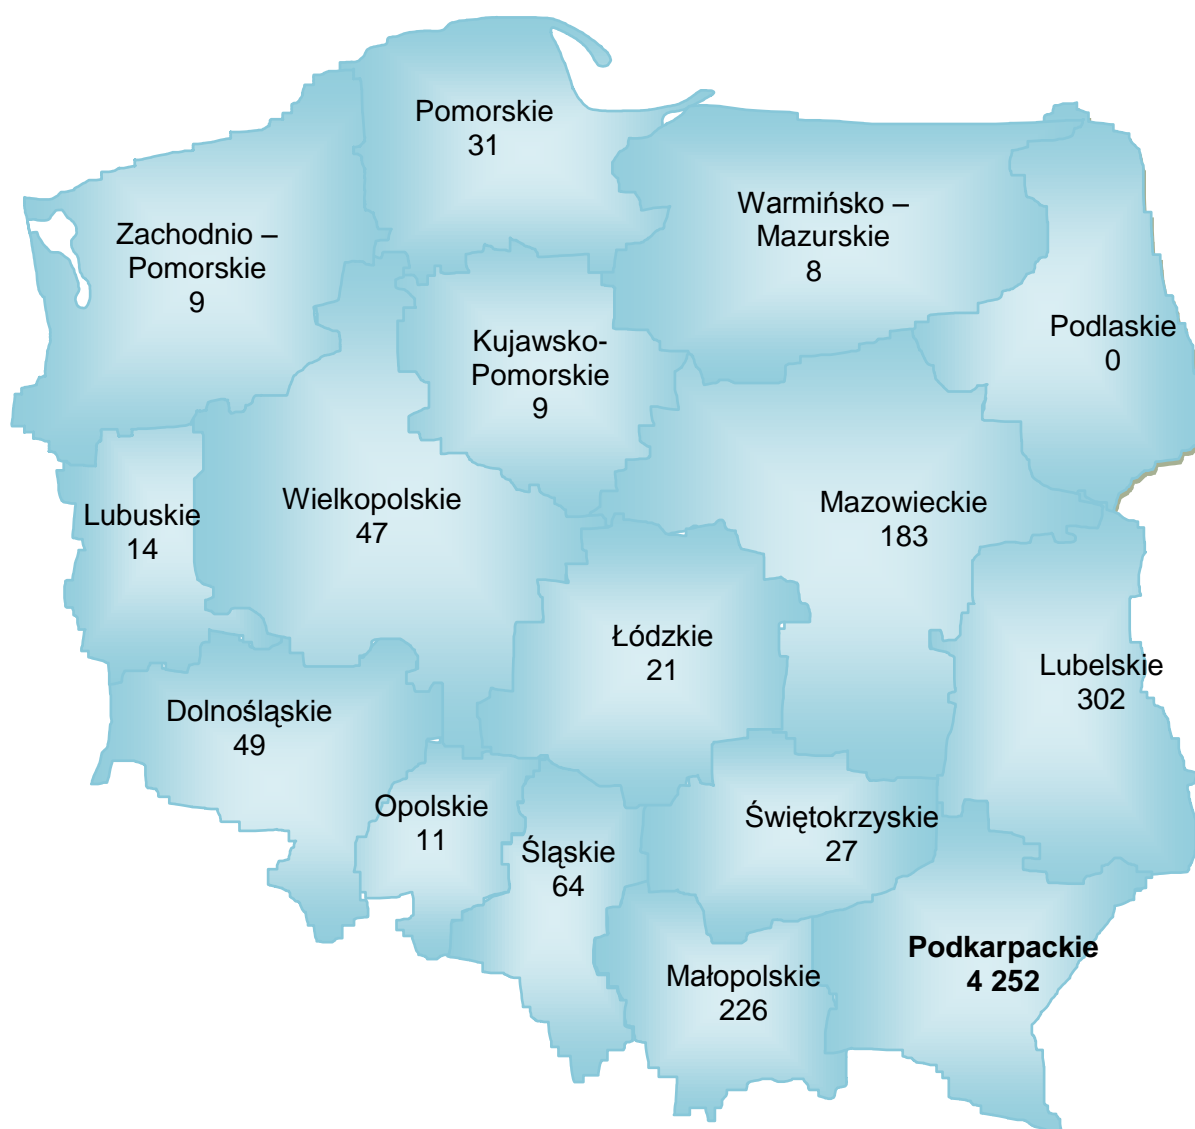 Pomorskie
31
Warmińsko –
Mazurskie
8
Zachodnio –
Pomorskie
9
Podlaskie
0
Kujawsko-
Pomorskie
9
Wielkopolskie
47
Mazowieckie
183
Lubuskie
14
Łódzkie
21
Lubelskie
302
Dolnośląskie
49
Opolskie
11
Śląskie
64
Świętokrzyskie
27
Podkarpackie
4 252
Małopolskie
226